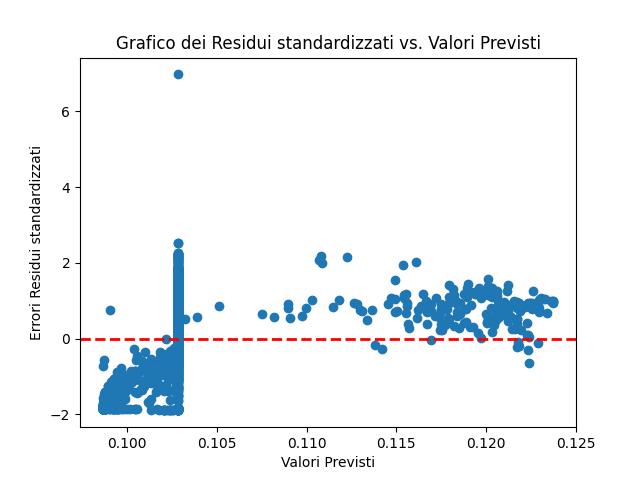 Grafico dei Residui standardizzati vs. Valori Previsti
Errori Residui standardizzati
6
4
2
0
−2
0.100 0.105 0.110 0.115 0.120 0.125
Valori Previsti